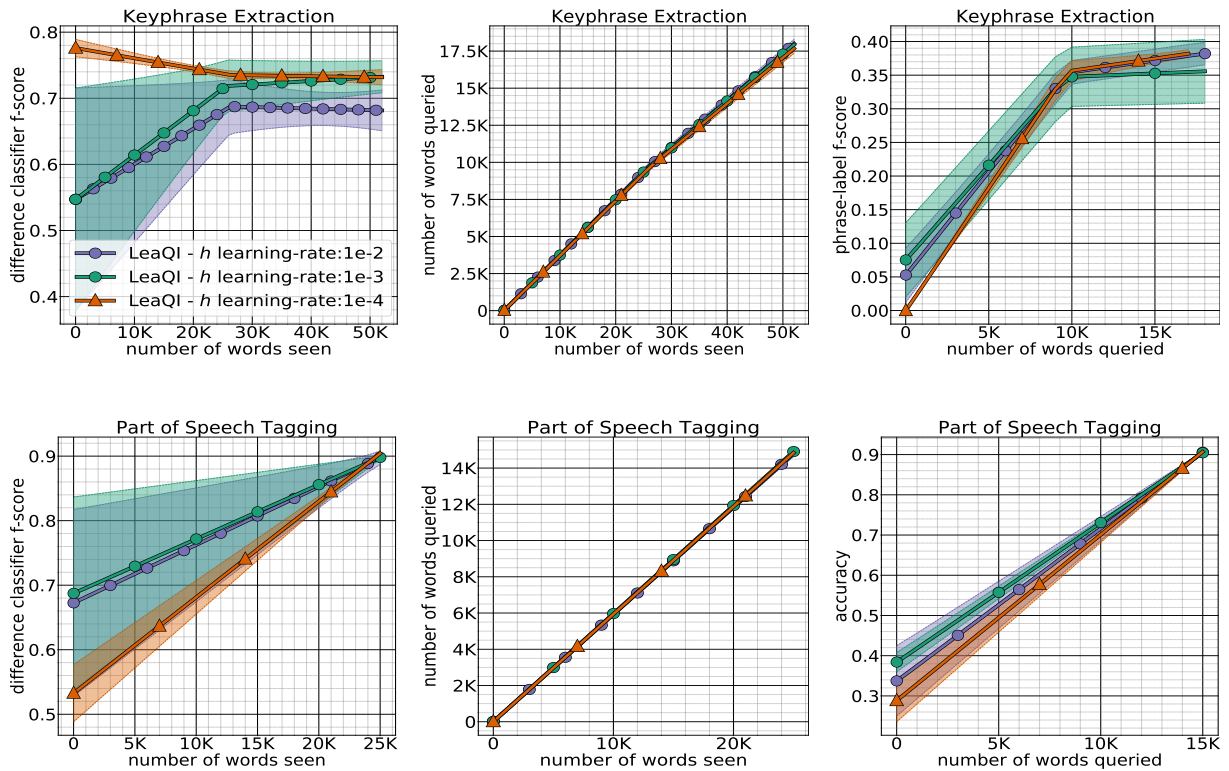 Keyphrase Extraction
0.8
0.7
0.6
0.5
0.4
difference classifier f-score
LeaQI - h learning-rate:1e-2
LeaQI - h learning-rate:1e-3
LeaQI - h learning-rate:1e-4
0 10K 20K 30K 40K 50K
number of words seen
Keyphrase Extraction
17.5K
15K
12.5K
10K
7.5K
5K
2.5K
0
number of words queried
0 10K 20K 30K 40K 50K
number of words seen
Keyphrase Extraction
0.40
0.35
0.30
0.25
0.20
0.15
0.10
0.05
0.00
phrase-label f-score
0 5K 10K 15K
number of words queried
Part of Speech Tagging
0.9
0.8
0.7
0.6
0.5
difference classifier f-score
0 5K 10K 15K 20K 25K
number of words seen
Part of Speech Tagging
14K
12K
10K
8K
6K
4K
2K
0
number of words queried
0 10K 20K
number of words seen
Part of Speech Tagging
0.9
0.8
0.7
0.6
0.5
0.4
0.3
accuracy
0 5K 10K 15K
number of words queried